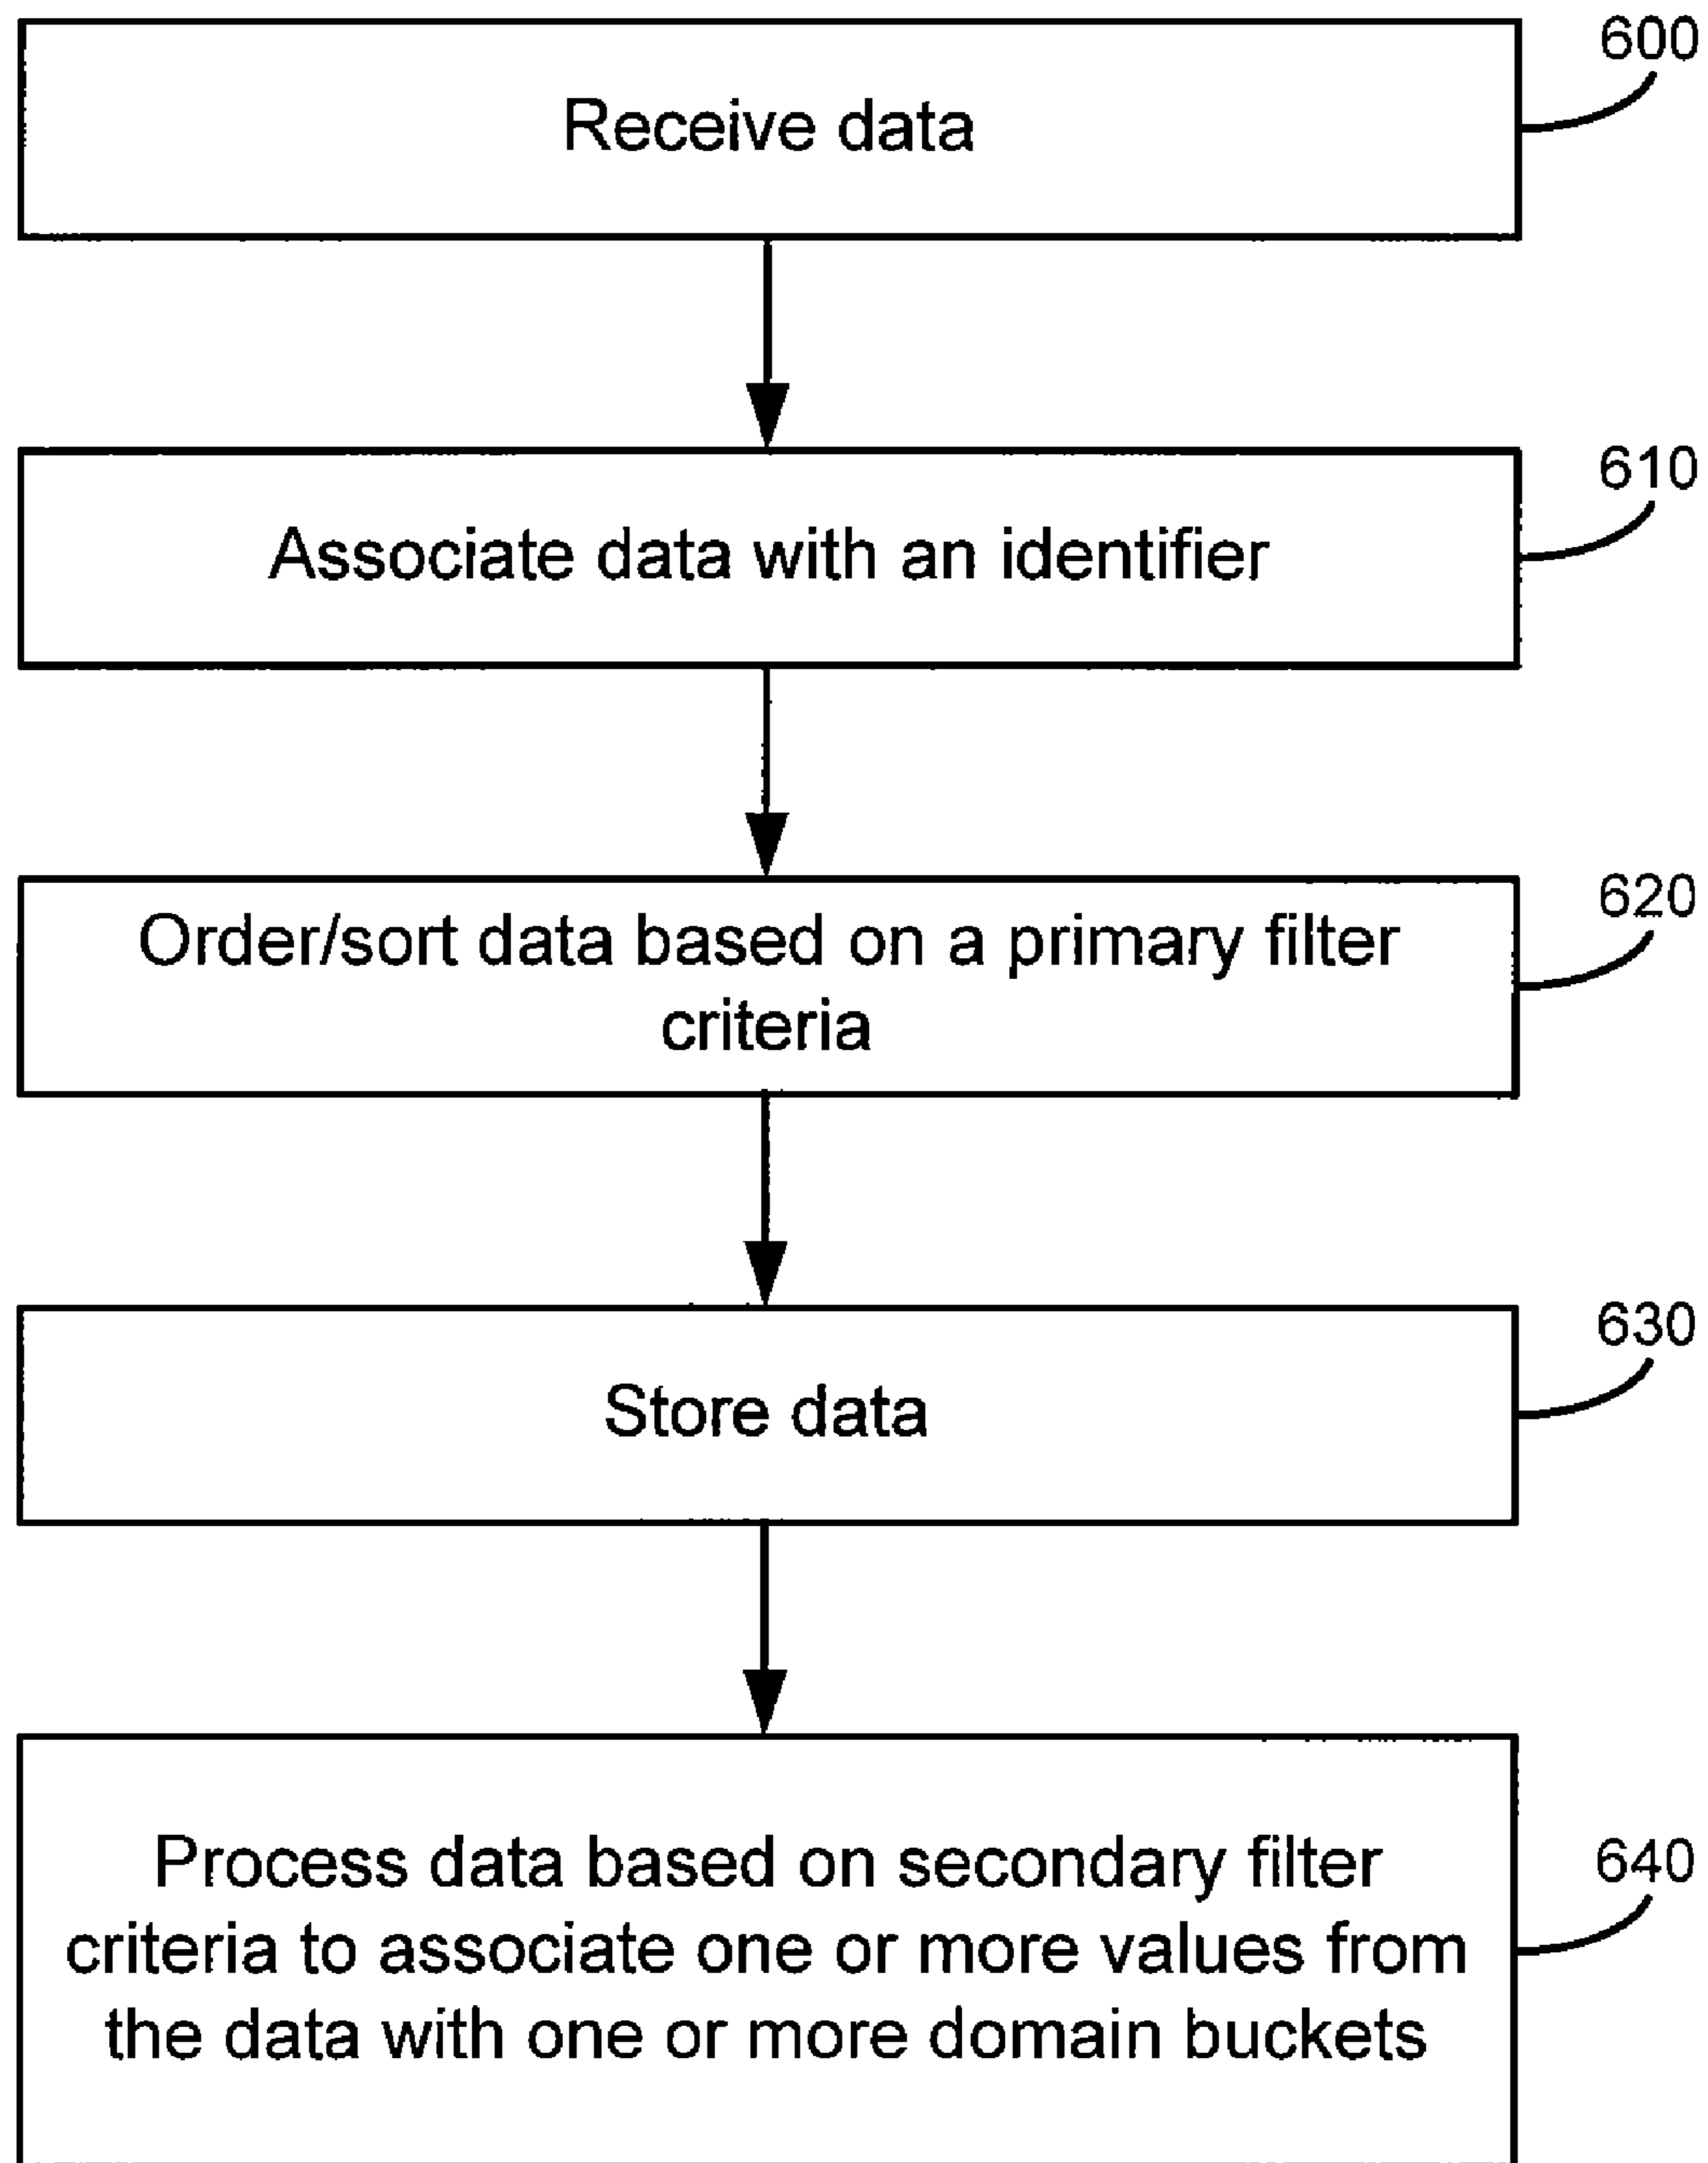 Receive data
600
Associate data with an identifier
610
Order/sort data based on a primary filter
criteria
620
Store data
630
Process data based on secondary filter
criteria to associate one or more values from
the data with one or more domain buckets
640